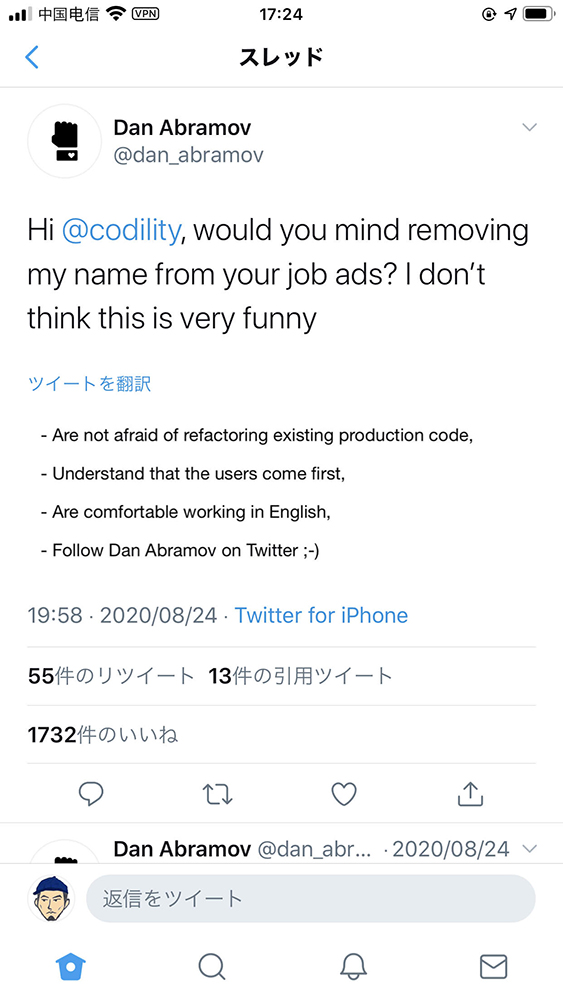 中国电信 VPN 17:24
スレッド
Dan Abramov
@dan_abramov
Hi @codility, would you mind removing
my name from your job ads? I don't
think this is very funny
ツイートを翻訳
- Are not afraid of refactoring existing production code,
- Understand that the users come first,
- Are comfortable working in English,
- Follow Dan Abramov on Twitter ;-)
19:58 · 2020/08/24 · Twitter for iPhone
55件のリツイート 13件の引用ツイート
1732件のいいね
Dan Abramov @dan_abr... · 2020/08/24
返信をツイート